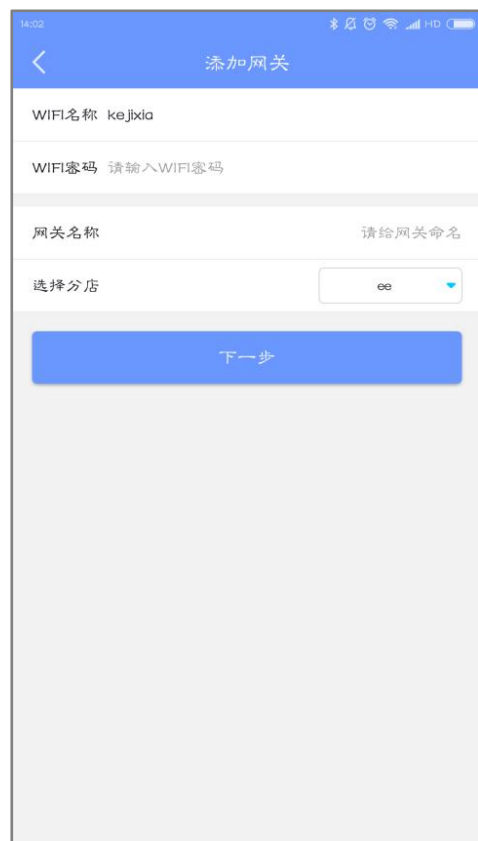 14:02 HD
添加网关
WIFI名称 kejixia
WIFI密码 请输入WIFI密码
网关名称 请给网关命名
选择分店 ee
下一步